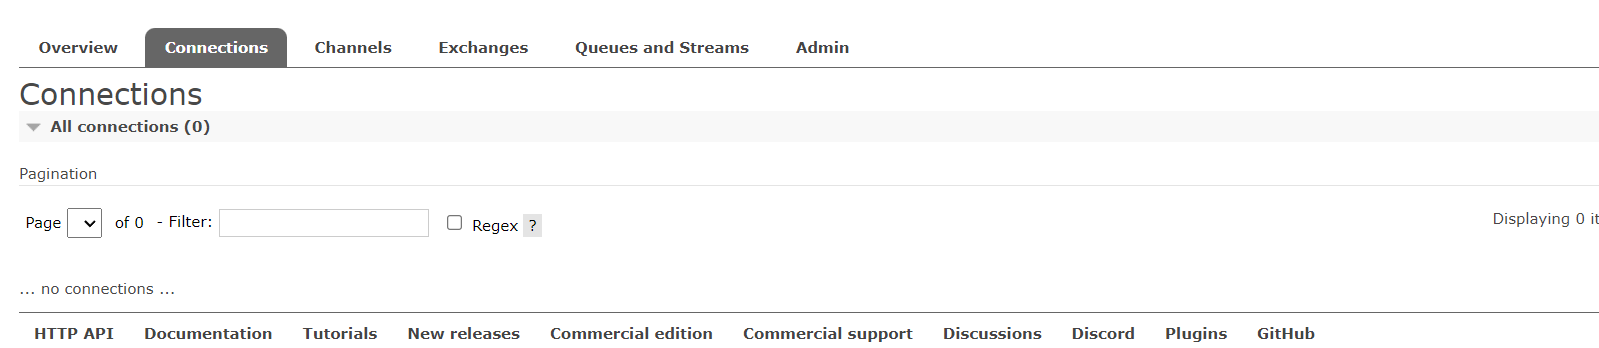 Overview Connections Channels Exchanges Queues and Streams Admin
Connections
All connections (0)
Pagination
Page of 0 - Filter: Regex ? Displaying 0 it
... no connections ...
HTTP API Documentation Tutorials New releases Commercial edition Commercial support Discussions Discord Plugins GitHub